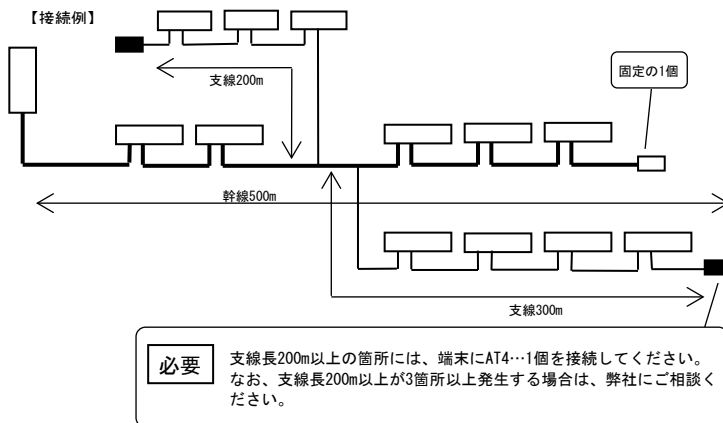 【接続例】
支線200m
固定の1個
幹線500m
支線300m
必要
支線長200m以上の箇所には、端末にAT4…1個を接続してください。
なお、支線長200m以上が3箇所以上発生する場合は、弊社にご相談く
ださい。